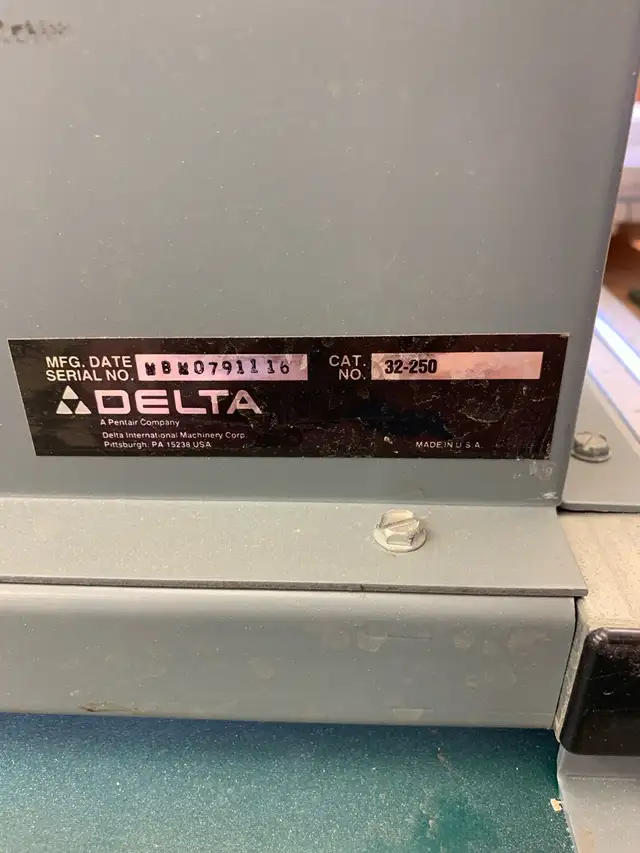 MFG. DATE
SERIAL NO.
CAT.
NO.
32-250
DELTA
A Pentair Company
Delta International Machinery Corp.
Pittsburgh, PA 15238 USA
MADE IN U.S.A.